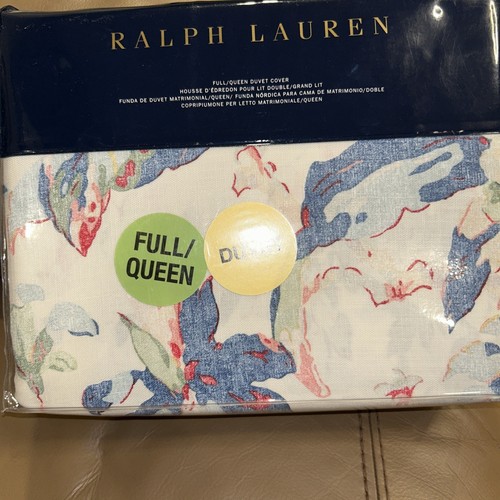 RALPH LAUREN
FULL/QUEEN DUVET COVER
HOUSSE D'ÉDREDON POUR LIT DOUBLE/GRAND LIT
FUNDA DE DUVET MATRIMONIAL/QUEEN/ FUNDA NÓRDICA PARA CAMA DE MATRIMONIO/DOBLE
COPRIPIUMONE PER LETTO MATRIMONIALE/QUEEN
FULL/
QUEEN